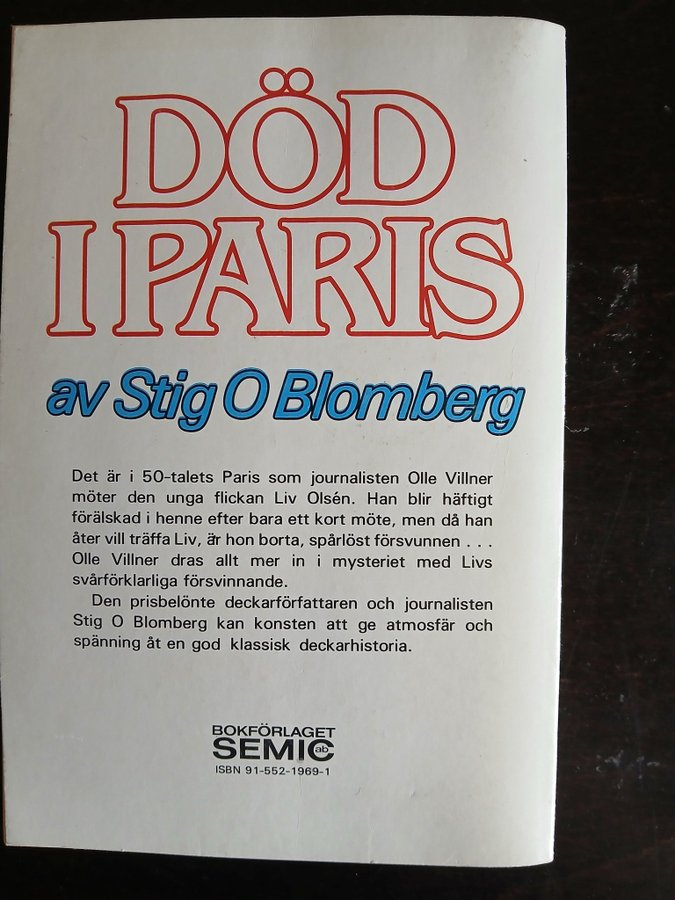 DÖD
I PARIS
av Stig O Blomberg
Det är i 50-talets Paris som journalisten Olle Villner
möter den unga flickan Liv Olsén. Han blir häftigt
förälskad i henne efter bara ett kort möte, men då han
åter vill träffa Liv, är hon borta, spårlöst försvunnen . . .
Olle Villner dras allt mer in i mysteriet med Livs
svårförklarliga försvinnande.
Den prisbelönte deckarförfattaren och journalisten
Stig O Blomberg kan konsten att ge atmosfär och
spänning åt en god klassisk deckarhistoria.
BOKFÖRLAGET
SEMIC ab
ISBN 91-552-1969-1